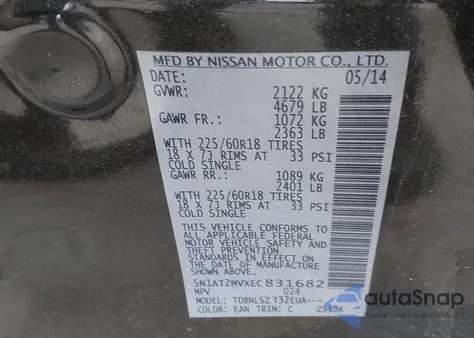 MFD BY NISSAN MOTOR CO., LTD.
DATE: 05/14
GVWR: 2122 KG
4679 LB
GAWR FR.: 1072 KG
2363 LB
WITH 225/60R18 TIRES
18 X 7J RIMS AT 33 PSI
COLD SINGLE
GAWR RR.: 1089 KG
2401 LB
WITH 225/60R18 TIRES
18 X 7J RIMS AT 33 PSI
COLD SINGLE
THIS VEHICLE CONFORMS TO
ALL APPLICABLE FEDERAL
MOTOR VEHICLE SAFETY AND
THEFT PREVENTION
STANDARDS IN EFFECT ON
THE DATE OF MANUFACTURE
SHOWN ABOVE.
5N1AT2MVXEC831682
MPV 024
MODEL: TDBNLSZT32EUA---
COLOR: EAN TRIM: C
autoSnap